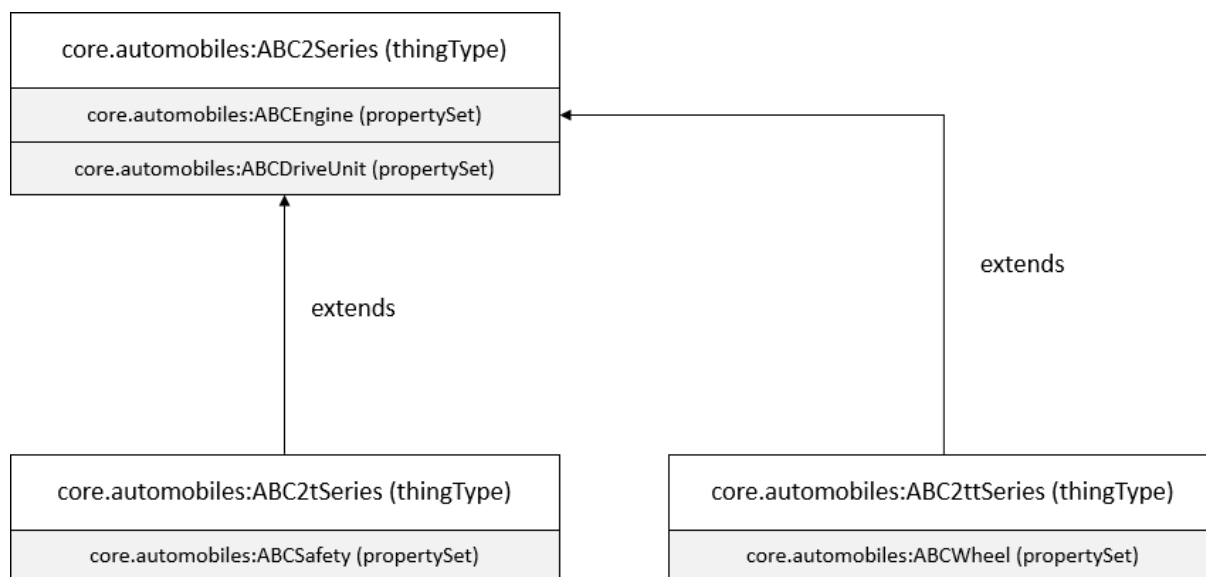 core.automobiles:ABC2Series (thingType)
core.automobiles:ABCEngine (propertySet)
core.automobiles:ABCDriveUnit (propertySet)
extends
extends
core.automobiles:ABC2tSeries (thingType)
core.automobiles:ABCSafety (propertySet)
core.automobiles:ABC2ttSeries (thingType)
core.automobiles:ABCWheel (propertySet)